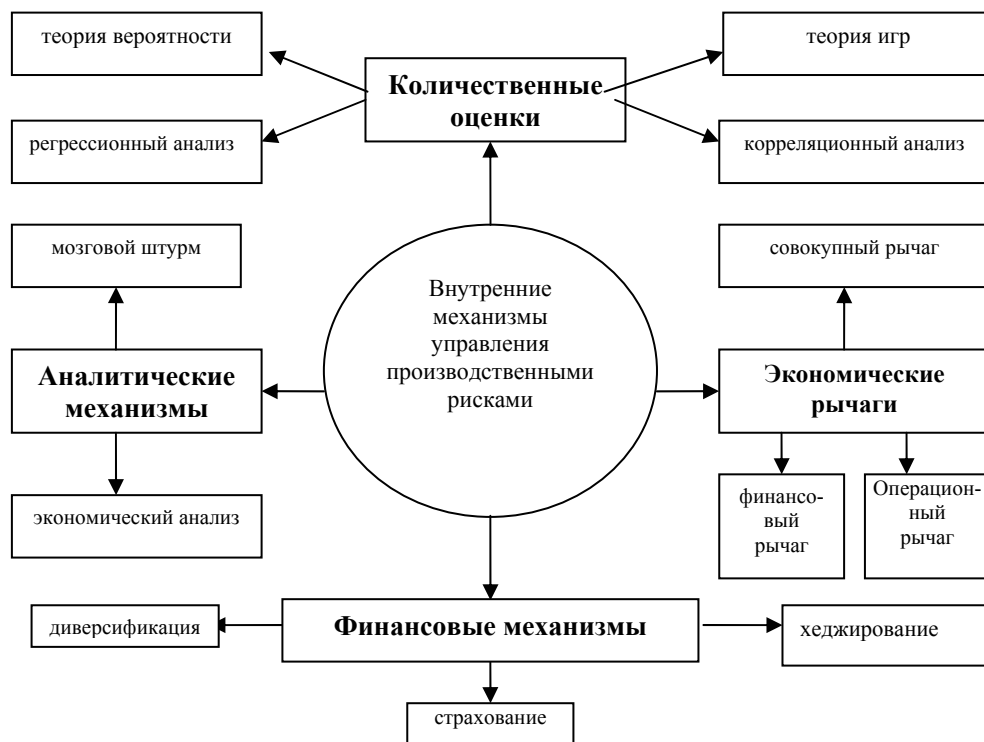 теория вероятности
теория игр
Количественные
оценки
регрессионный анализ
корреляционный анализ
мозговой штурм
совокупный рычаг
Внутренние
механизмы
управления
производственными
рисками
Аналитические
механизмы
Экономические
рычаги
экономический анализ
финансо-
вый
рычаг
Операцион-
ный
рычаг
диверсификация
Финансовые механизмы
хеджирование
страхование